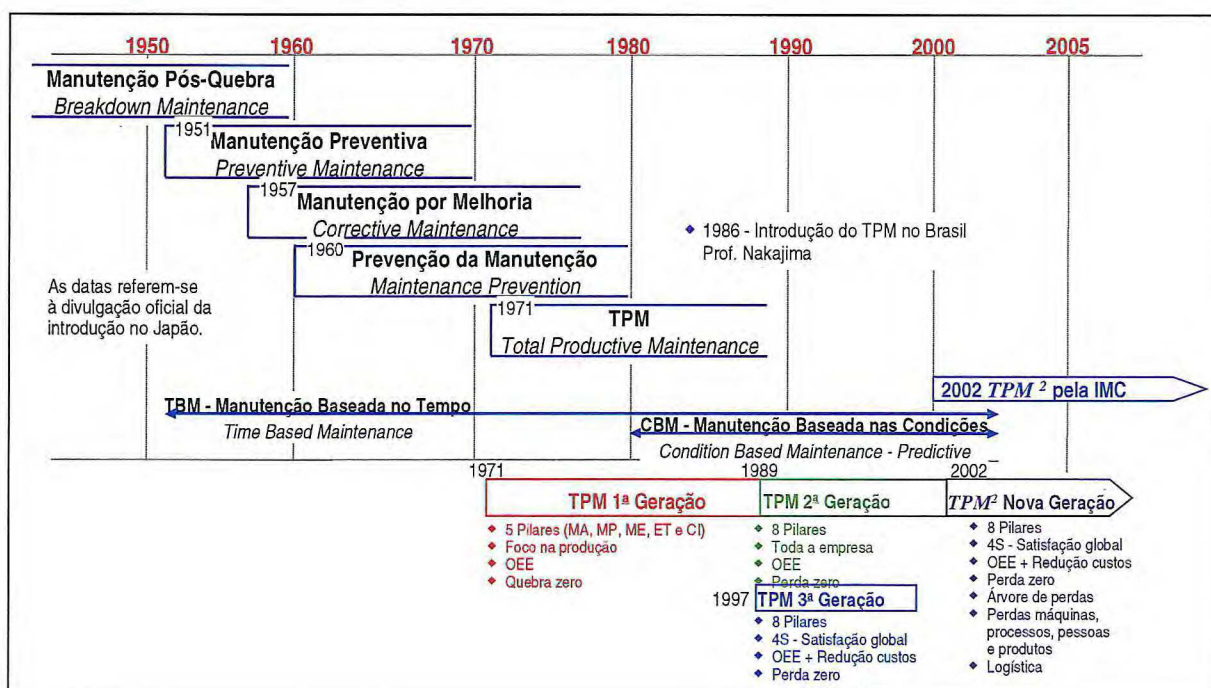 1950 1960 1970 1980 1990 2000 2005
Manutenção Pós-Quebra
Breakdown Maintenance
1951
Manutenção Preventiva
Preventive Maintenance
1957
Manutenção por Melhoria
Corrective Maintenance
1960
Prevenção da Manutenção
Maintenance Prevention
1971
TPM
Total Productive Maintenance
◆ 1986 - Introdução do TPM no Brasil
Prof. Nakajima
As datas referem-se
à divulgação oficial da
introdução no Japão.
2002 TPM ² pela IMC
TBM - Manutenção Baseada no Tempo
Time Based Maintenance
CBM - Manutenção Baseada nas Condições
Condition Based Maintenance - Predictive
1971 1989 2002
TPM 1ª Geração
◆ 5 Pilares (MA, MP, ME, ET e CI)
◆ Foco na produção
◆ OEE
◆ Quebra zero
TPM 2ª Geração
◆ 8 Pilares
◆ Toda a empresa
◆ OEE
◆ Perda zero
1997 TPM 3ª Geração
◆ 8 Pilares
◆ 4S - Satisfação global
◆ OEE + Redução custos
◆ Perda zero
TPM² Nova Geração
◆ 8 Pilares
◆ 4S - Satisfação global
◆ OEE + Redução custos
◆ Perda zero
◆ Árvore de perdas
◆ Perdas máquinas,
processos, pessoas
e produtos
◆ Logística